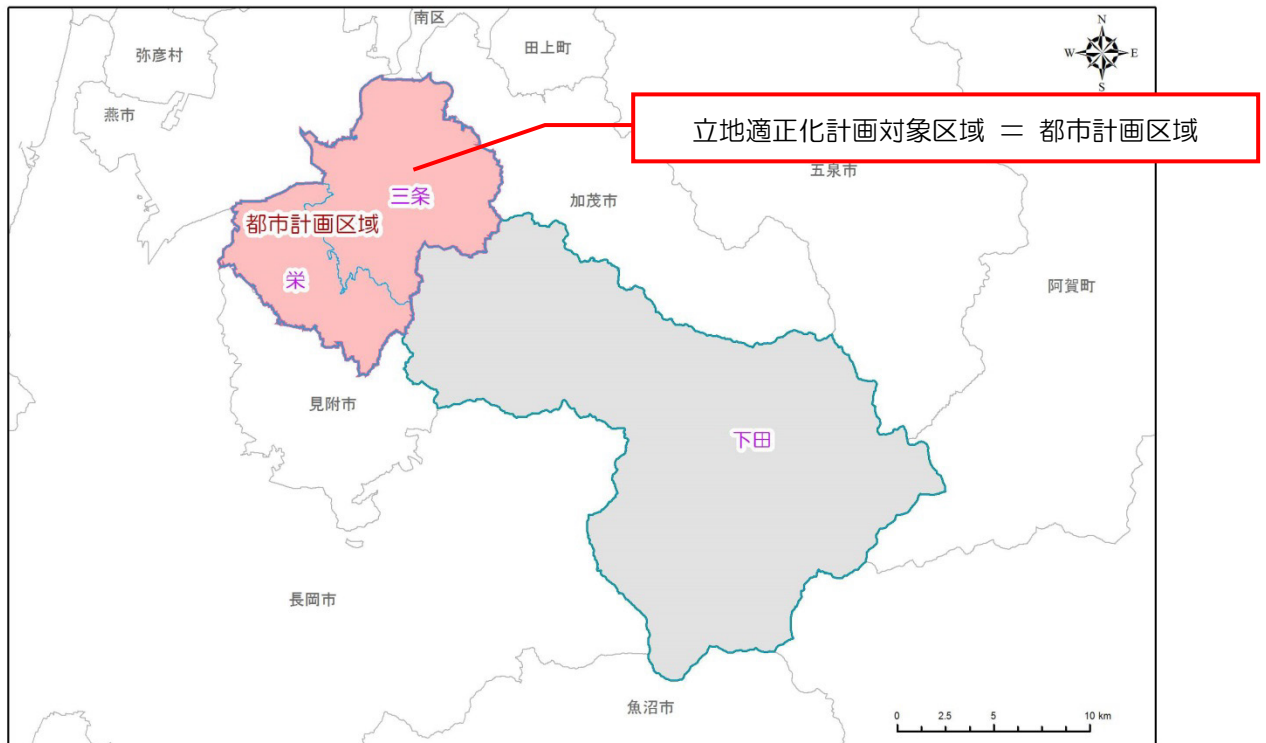 南区
弥彦村
田上町
N
W E
S
燕市
立地適正化計画対象区域 ＝ 都市計画区域
五泉市
三条
加茂市
都市計画区域
栄
阿賀町
見附市
下田
長岡市
魚沼市
0 2.5 5 10 km